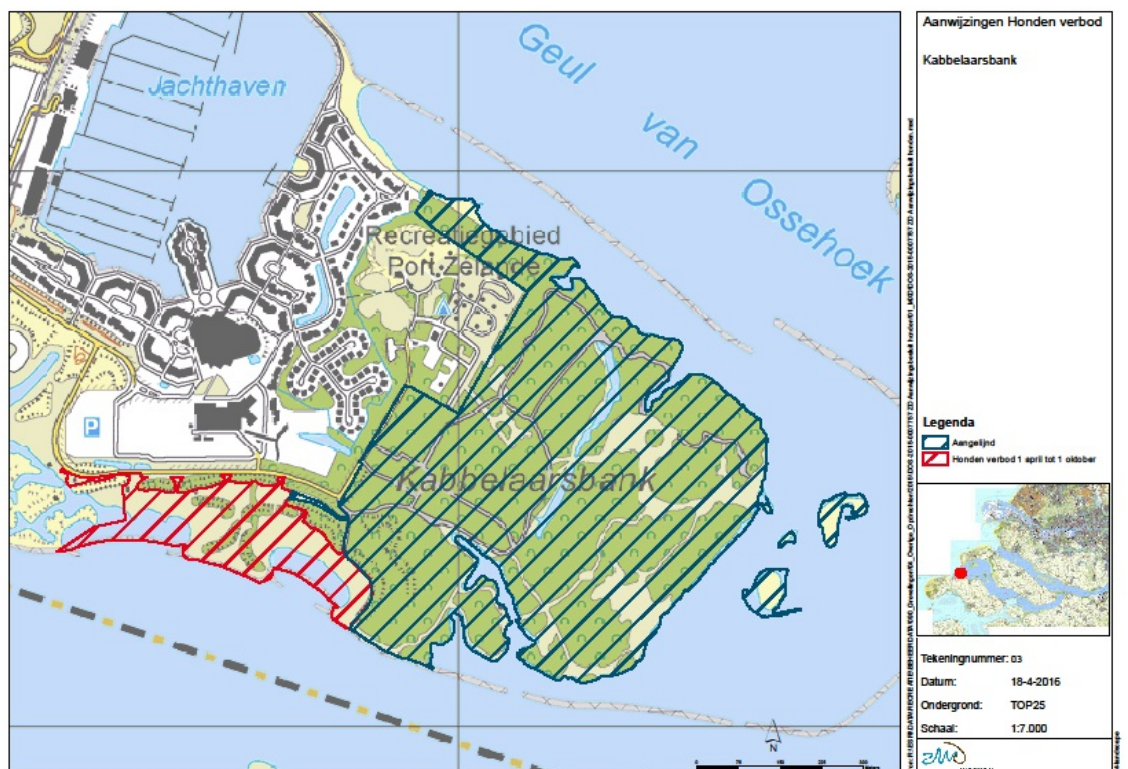 Jachthaven
Geul
van
Ossehoek
Recreatiegebied
Port Zelande
Kabbelaarsbank
P
N
Aanwijzingen Honden verbod
Kabbelaarsbank
Legenda
Aangelijnd
Honden verbod 1 april tot 1 oktober
Tekeningnummer: 03
Datum: 18-4-2016
Ondergrond: TOP25
Schaal: 1:7.000